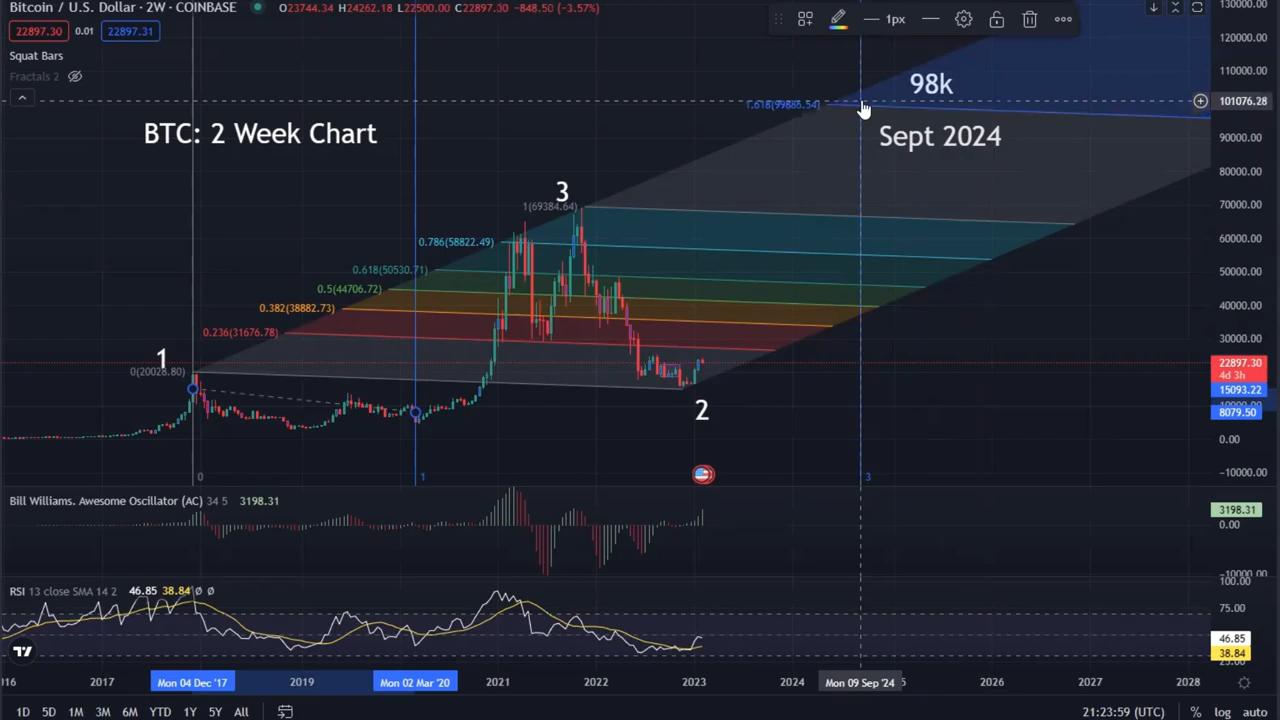 Bitcoin / U.S. Dollar · 2W · COINBASE O23744.34 H24262.18 L22500.00 C22897.30 −848.50 (−3.57%)
22897.30 0.01 22897.31
1px
Squat Bars
Fractals 2
130000.00
120000.00
110000.00
98k
1.618(99886.54)
101076.28
BTC: 2 Week Chart
Sept 2024
90000.00
80000.00
3
1(69384.64)
70000.00
0.786(58822.49)
60000.00
0.618(50530.71)
50000.00
0.5(44706.72)
40000.00
0.382(38882.73)
0.236(31676.78)
30000.00
1
0(20028.80)
22897.30
4d 3h
15093.22
2
8079.50
0.00
−10000.00
0
1
3
Bill Williams. Awesome Oscillator (AC) 34 5 3198.31
3198.31
0.00
RSI 13 close SMA 14 2 46.85 38.84 Ø Ø
100.00
75.00
46.85
38.84
2017 Mon 04 Dec '17 2019 Mon 02 Mar '20 2021 2022 2023 2024 Mon 09 Sep '24 2026 2027 2028
1D 5D 1M 3M 6M YTD 1Y 5Y All 21:23:59 (UTC) % log auto